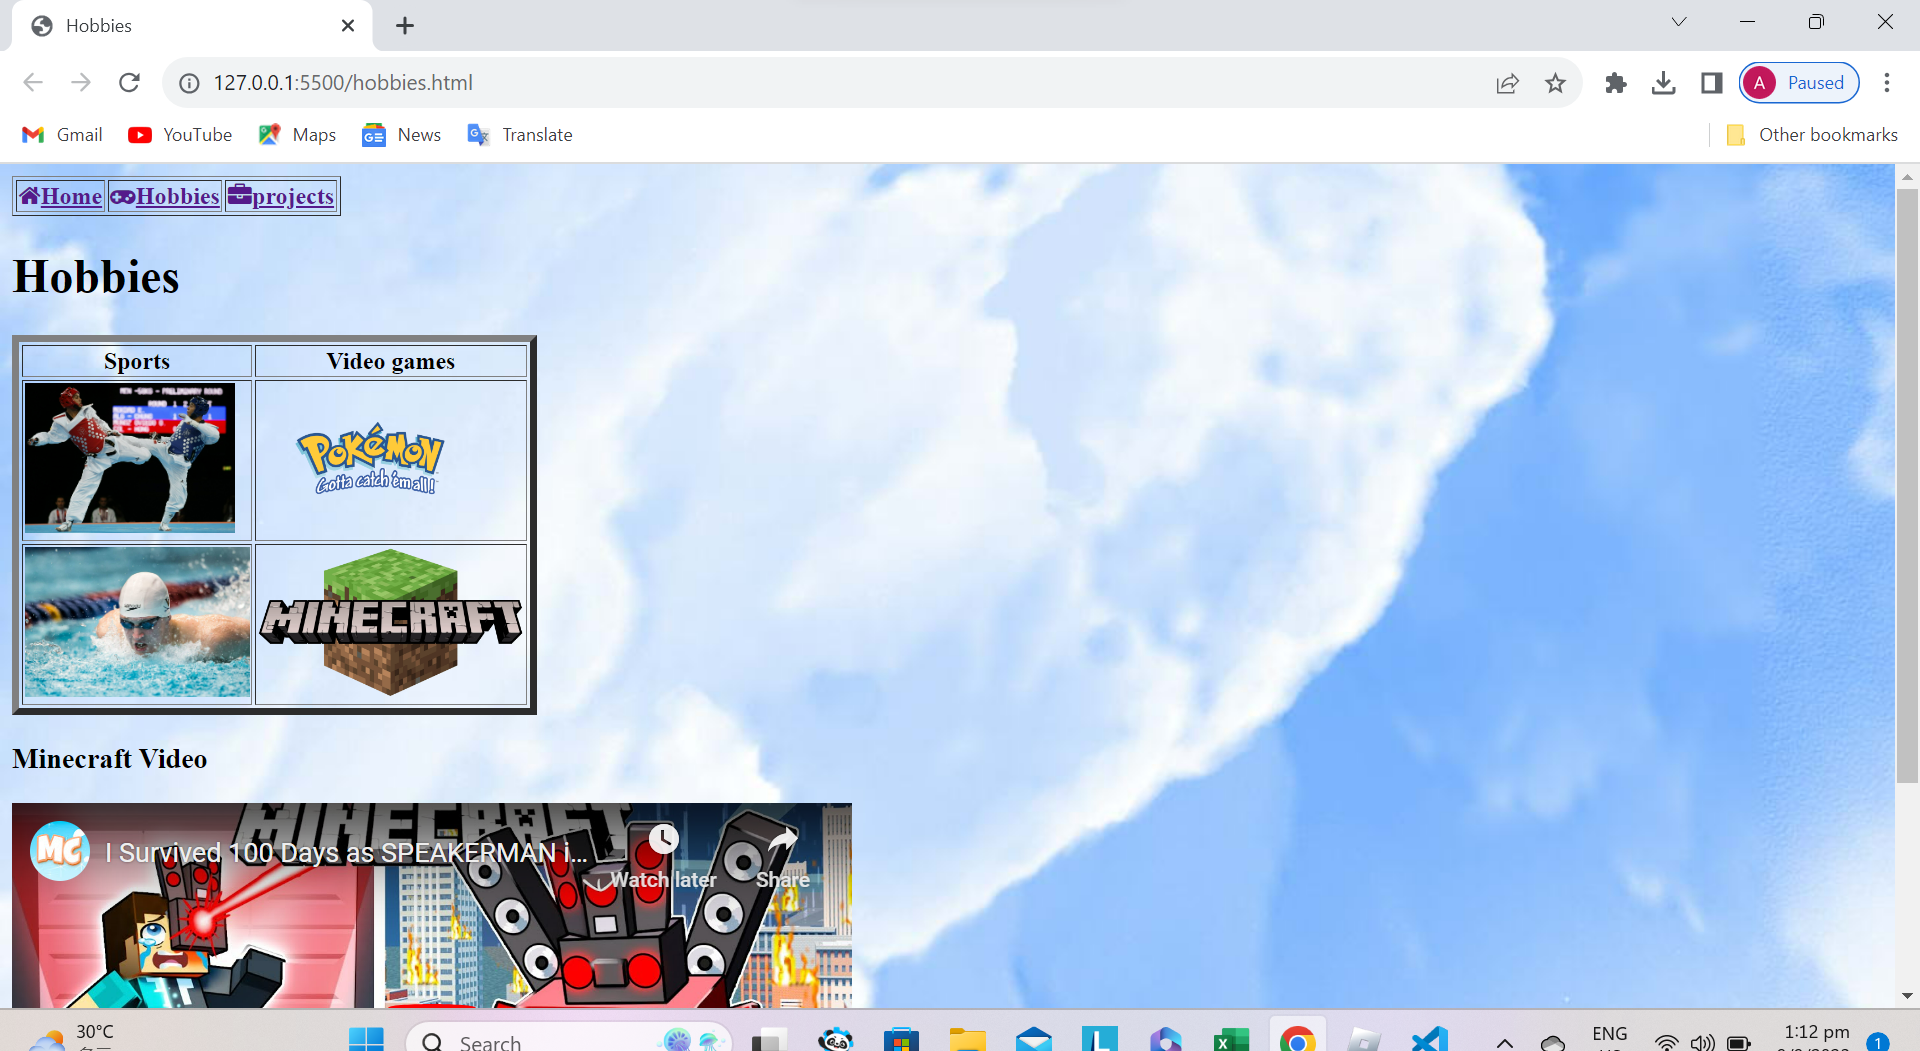 Hobbies
127.0.0.1:5500/hobbies.html
A Paused
Gmail YouTube Maps News Translate Other bookmarks
Home Hobbies projects
Hobbies
Sports Video games
POKéMON
Gotta catch 'em all!
MINECRAFT
Minecraft Video
MINECRAFT
MC I Survived 100 Days as SPEAKERMAN i...
Watch later Share
30°C
Search
ENG
1:12 pm
1